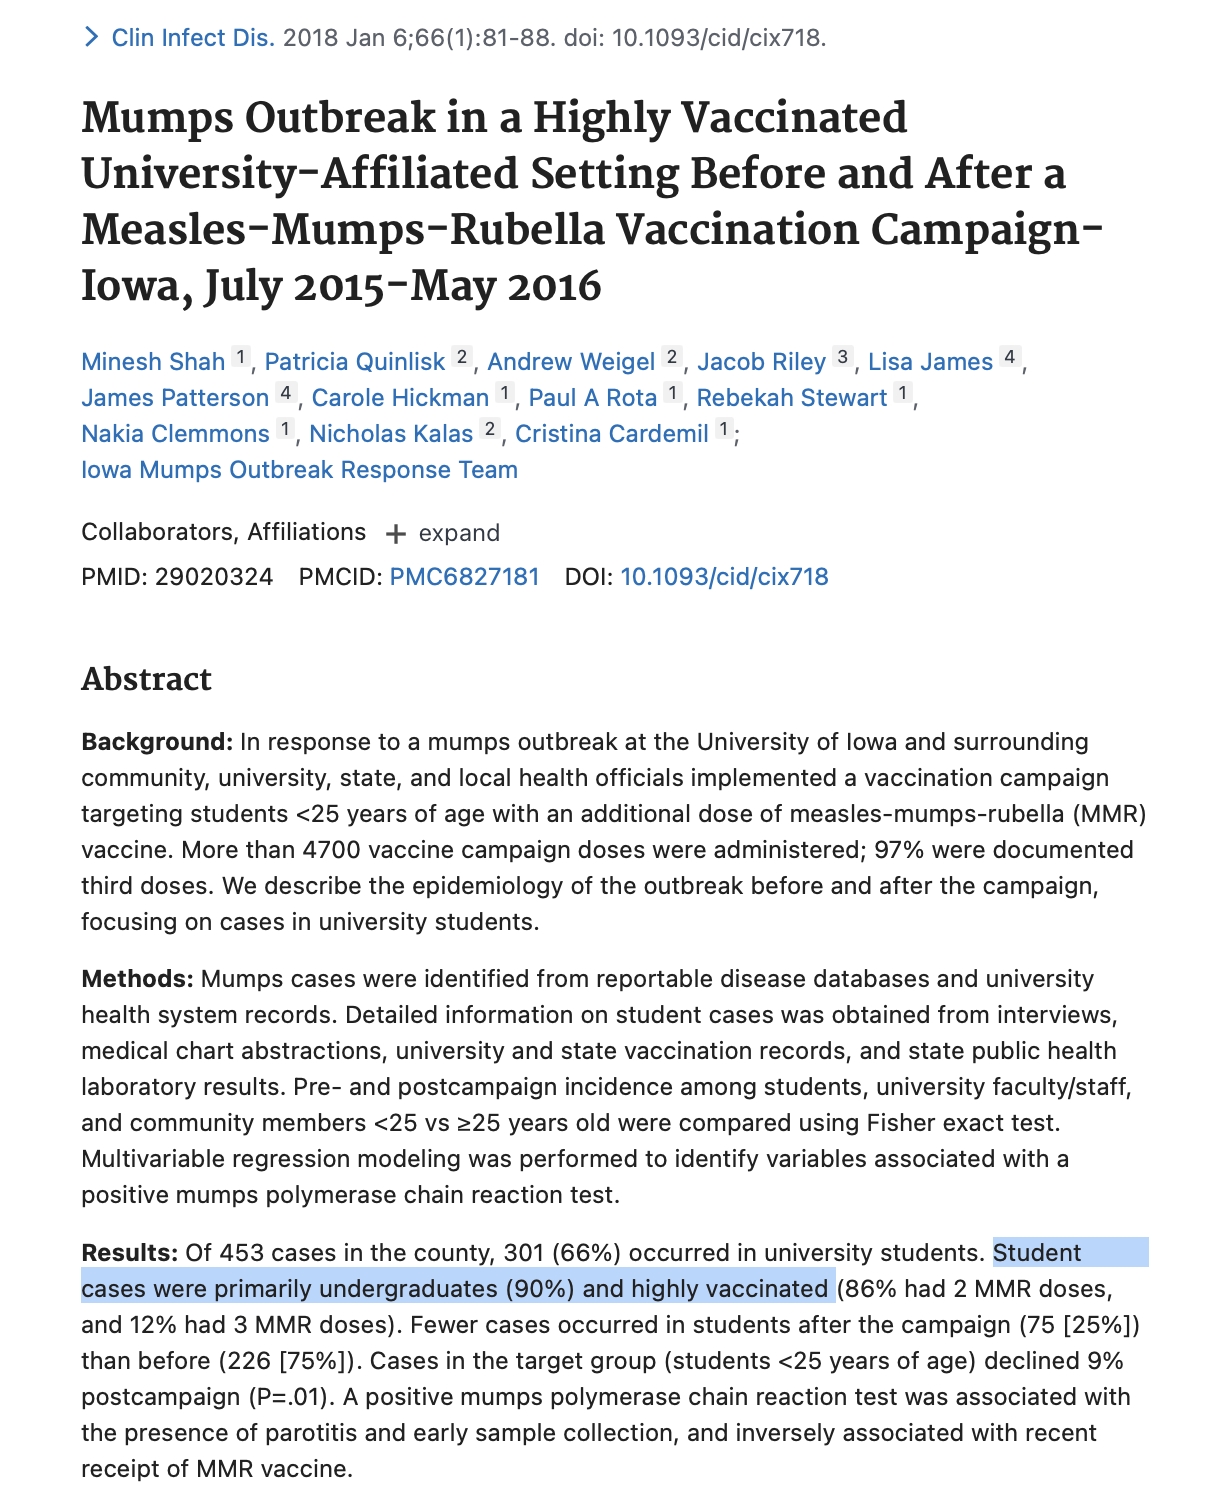 Clin Infect Dis. 2018 Jan 6;66(1):81-88. doi: 10.1093/cid/cix718.
Mumps Outbreak in a Highly Vaccinated
University-Affiliated Setting Before and After a
Measles-Mumps-Rubella Vaccination Campaign-
Iowa, July 2015-May 2016
Minesh Shah 1, Patricia Quinlisk 2, Andrew Weigel 2, Jacob Riley 3, Lisa James 4,
James Patterson 4, Carole Hickman 1, Paul A Rota 1, Rebekah Stewart 1,
Nakia Clemmons 1, Nicholas Kalas 2, Cristina Cardemil 1;
Iowa Mumps Outbreak Response Team
Collaborators, Affiliations + expand
PMID: 29020324 PMCID: PMC6827181 DOI: 10.1093/cid/cix718
Abstract
Background: In response to a mumps outbreak at the University of Iowa and surrounding
community, university, state, and local health officials implemented a vaccination campaign
targeting students <25 years of age with an additional dose of measles-mumps-rubella (MMR)
vaccine. More than 4700 vaccine campaign doses were administered; 97% were documented
third doses. We describe the epidemiology of the outbreak before and after the campaign,
focusing on cases in university students.
Methods: Mumps cases were identified from reportable disease databases and university
health system records. Detailed information on student cases was obtained from interviews,
medical chart abstractions, university and state vaccination records, and state public health
laboratory results. Pre- and postcampaign incidence among students, university faculty/staff,
and community members <25 vs ≥25 years old were compared using Fisher exact test.
Multivariable regression modeling was performed to identify variables associated with a
positive mumps polymerase chain reaction test.
Results: Of 453 cases in the county, 301 (66%) occurred in university students. Student
cases were primarily undergraduates (90%) and highly vaccinated (86% had 2 MMR doses,
and 12% had 3 MMR doses). Fewer cases occurred in students after the campaign (75 [25%])
than before (226 [75%]). Cases in the target group (students <25 years of age) declined 9%
postcampaign (P=.01). A positive mumps polymerase chain reaction test was associated with
the presence of parotitis and early sample collection, and inversely associated with recent
receipt of MMR vaccine.